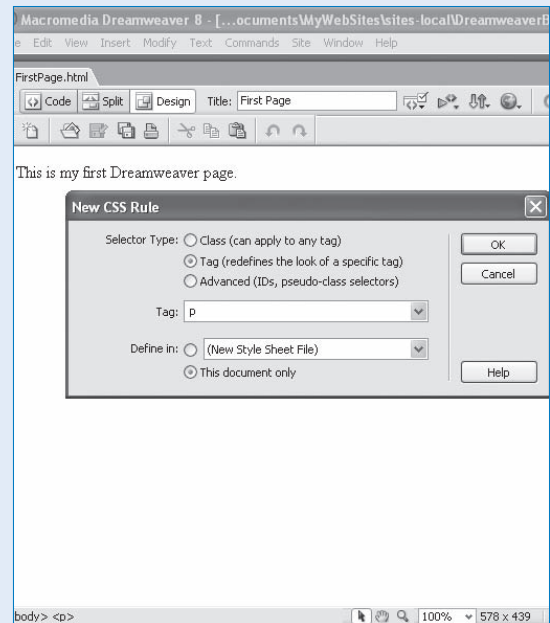 Macromedia Dreamweaver 8 - [...ocuments\MyWebSites\sites-local\DreamweaverB
e Edit View Insert Modify Text Commands Site Window Help
FirstPage.html
Code Split Design Title: First Page
This is my first Dreamweaver page.
New CSS Rule
Selector Type: Class (can apply to any tag)
Tag (redefines the look of a specific tag)
Advanced (IDs, pseudo-class selectors)
OK
Cancel
Tag: p
Define in: (New Style Sheet File)
This document only
Help
body> <p> 100% 578 x 439